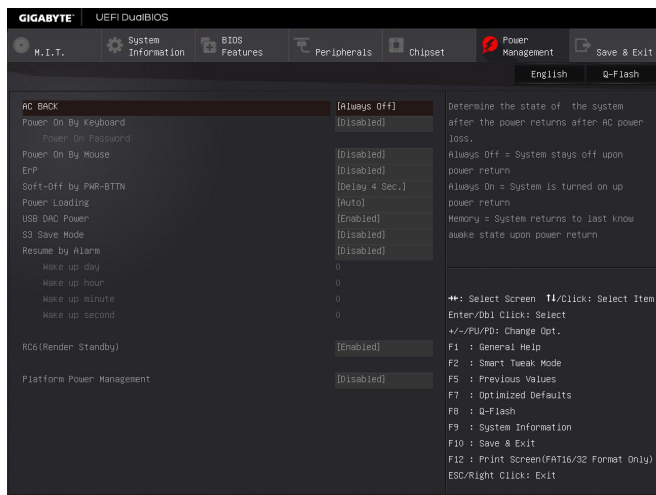 GIGABYTE™ UEFI DualBIOS
M.I.T. System Information BIOS Features Peripherals Chipset Power Management Save & Exit
English Q-Flash
AC BACK [Always Off]
Power On By Keyboard [Disabled]
Power On Password
Power On By Mouse [Disabled]
ErP [Disabled]
Soft-Off by PWR-BTTN [Delay 4 Sec.]
Power Loading [Auto]
USB DAC Power [Enabled]
S3 Save Mode [Disabled]
Resume by Alarm [Disabled]
Wake up day 0
Wake up hour 0
Wake up minute 0
Wake up second 0
RC6(Render Standby) [Enabled]
Platform Power Management [Disabled]
Determine the state of the system
after the power returns after AC power
loss.
Always Off = System stays off upon
power return
Always On = System is turned on up
power return
Memory = System returns to last know
awake state upon power return
→←: Select Screen ↑↓/Click: Select Item
Enter/Dbl Click: Select
+/-/PU/PD: Change Opt.
F1 : General Help
F2 : Smart Tweak Mode
F5 : Previous Values
F7 : Optimized Defaults
F8 : Q-Flash
F9 : System Information
F10 : Save & Exit
F12 : Print Screen(FAT16/32 Format Only)
ESC/Right Click: Exit